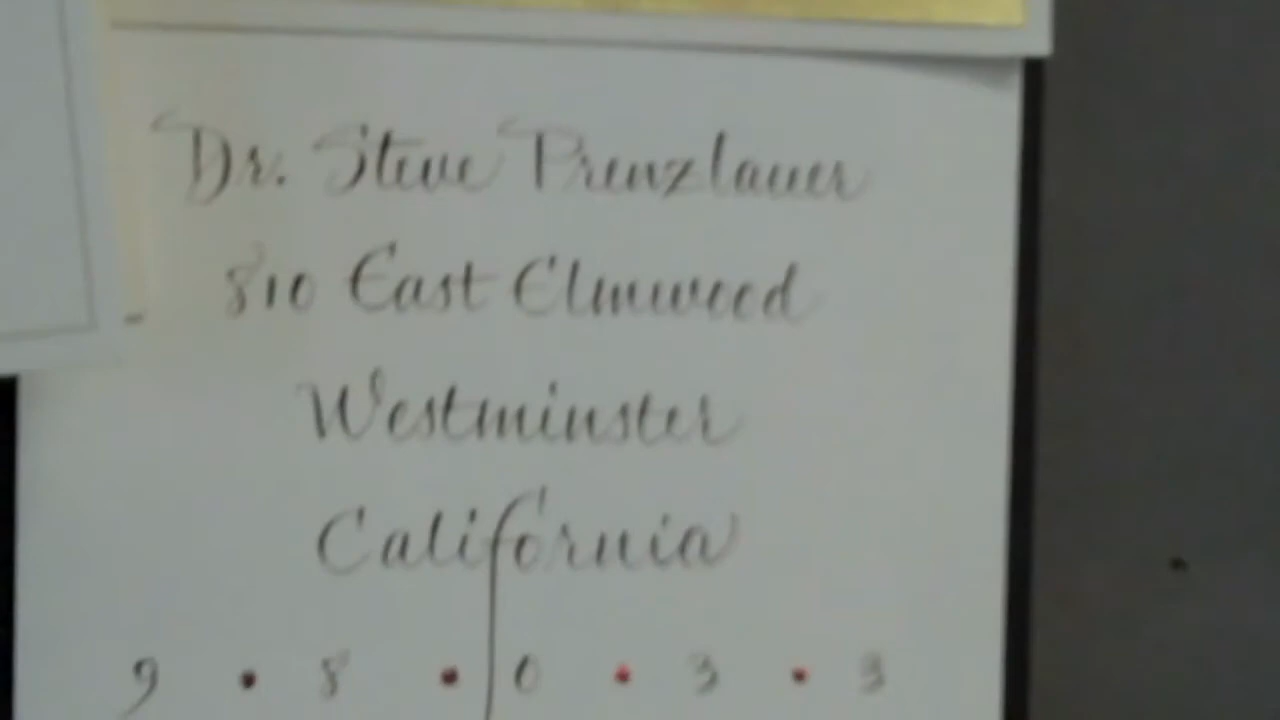 Dr. Steve Prenzlauer
810 East Elmwood
Westminster
California
9 • 8 • 0 • 3 • 3